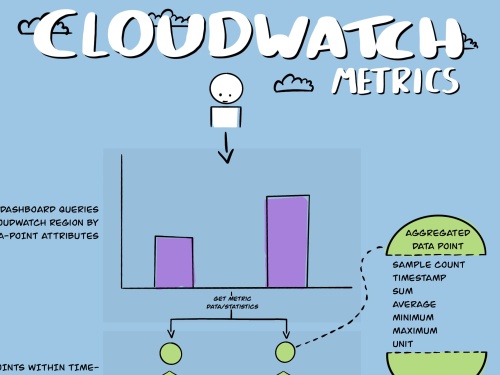 CLOUDWATCH
METRICS
DASHBOARD QUERIES
OUDWATCH REGION BY
A-POINT ATTRIBUTES
GET METRIC
DATA/STATISTICS
AGGREGATED
DATA POINT
SAMPLE COUNT
TIMESTAMP
SUM
AVERAGE
MINIMUM
MAXIMUM
UNIT
OINTS WITHIN TIME-